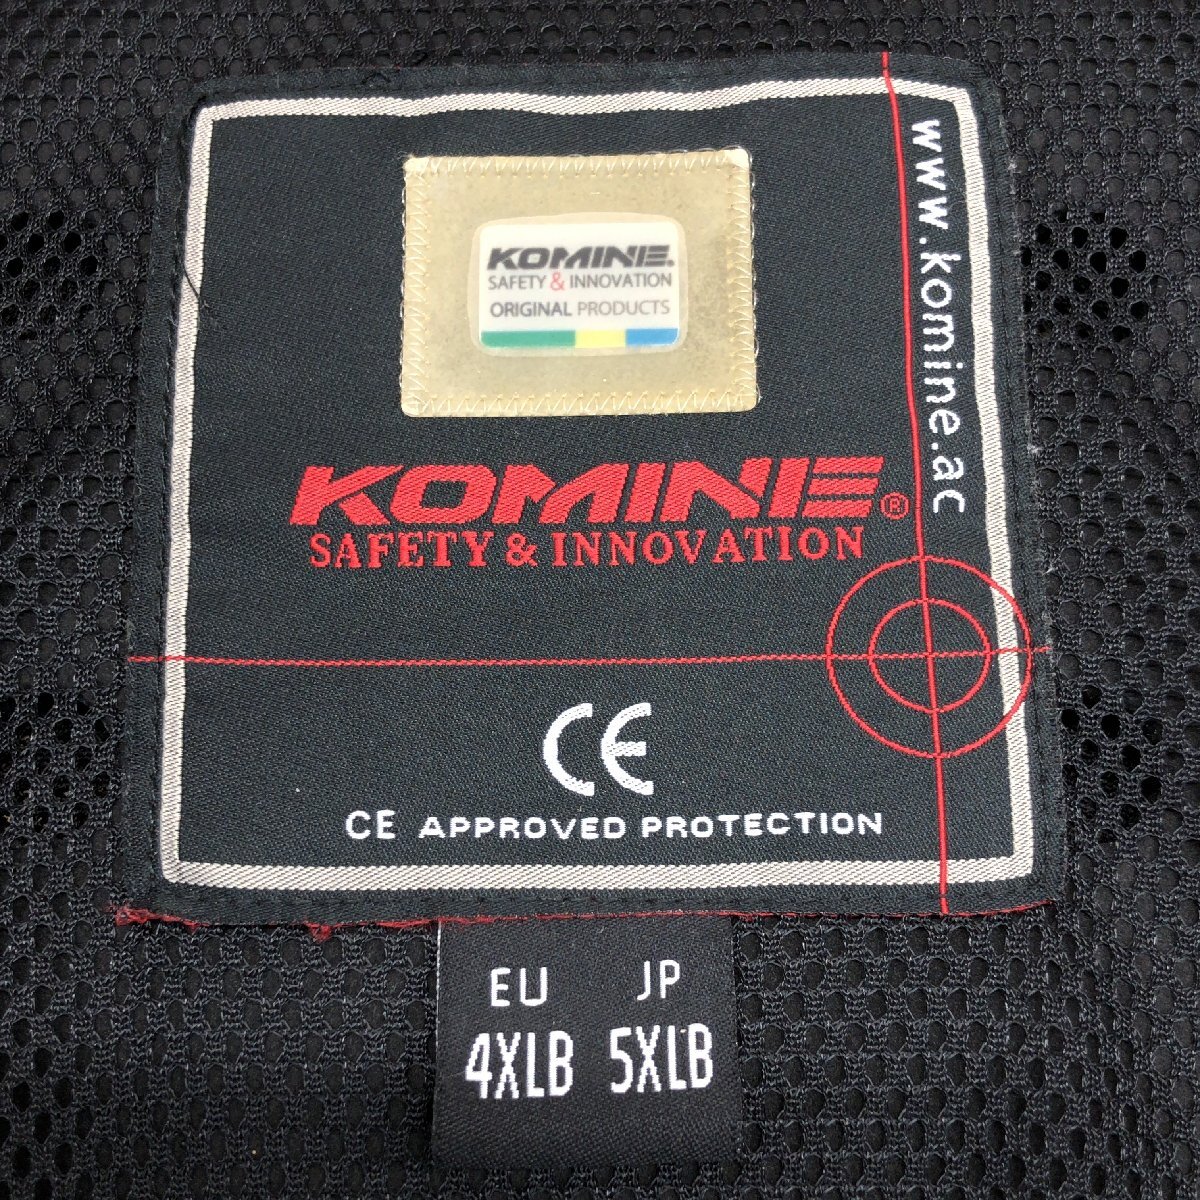 KOMINE.
SAFETY & INNOVATION
ORIGINAL PRODUCTS
www.komine.ac
KOMINE®
SAFETY & INNOVATION
CE
CE APPROVED PROTECTION
EU JP
4XLB 5XLB